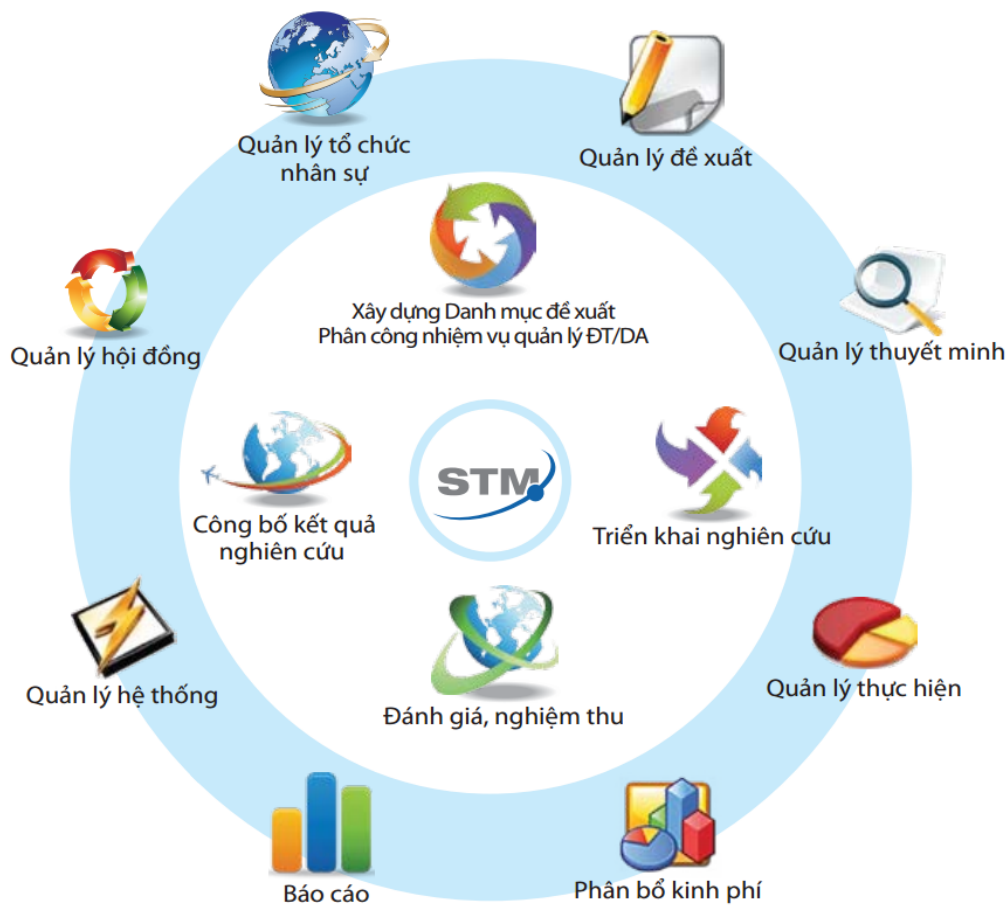 Quản lý tổ chức
nhân sự
Quản lý đề xuất
Xây dựng Danh mục đề xuất
Phân công nhiệm vụ quản lý ĐT/DA
Quản lý hội đồng
Quản lý thuyết minh
STM
Công bố kết quả
nghiên cứu
Triển khai nghiên cứu
Quản lý hệ thống
Đánh giá, nghiệm thu
Quản lý thực hiện
Báo cáo
Phân bổ kinh phí